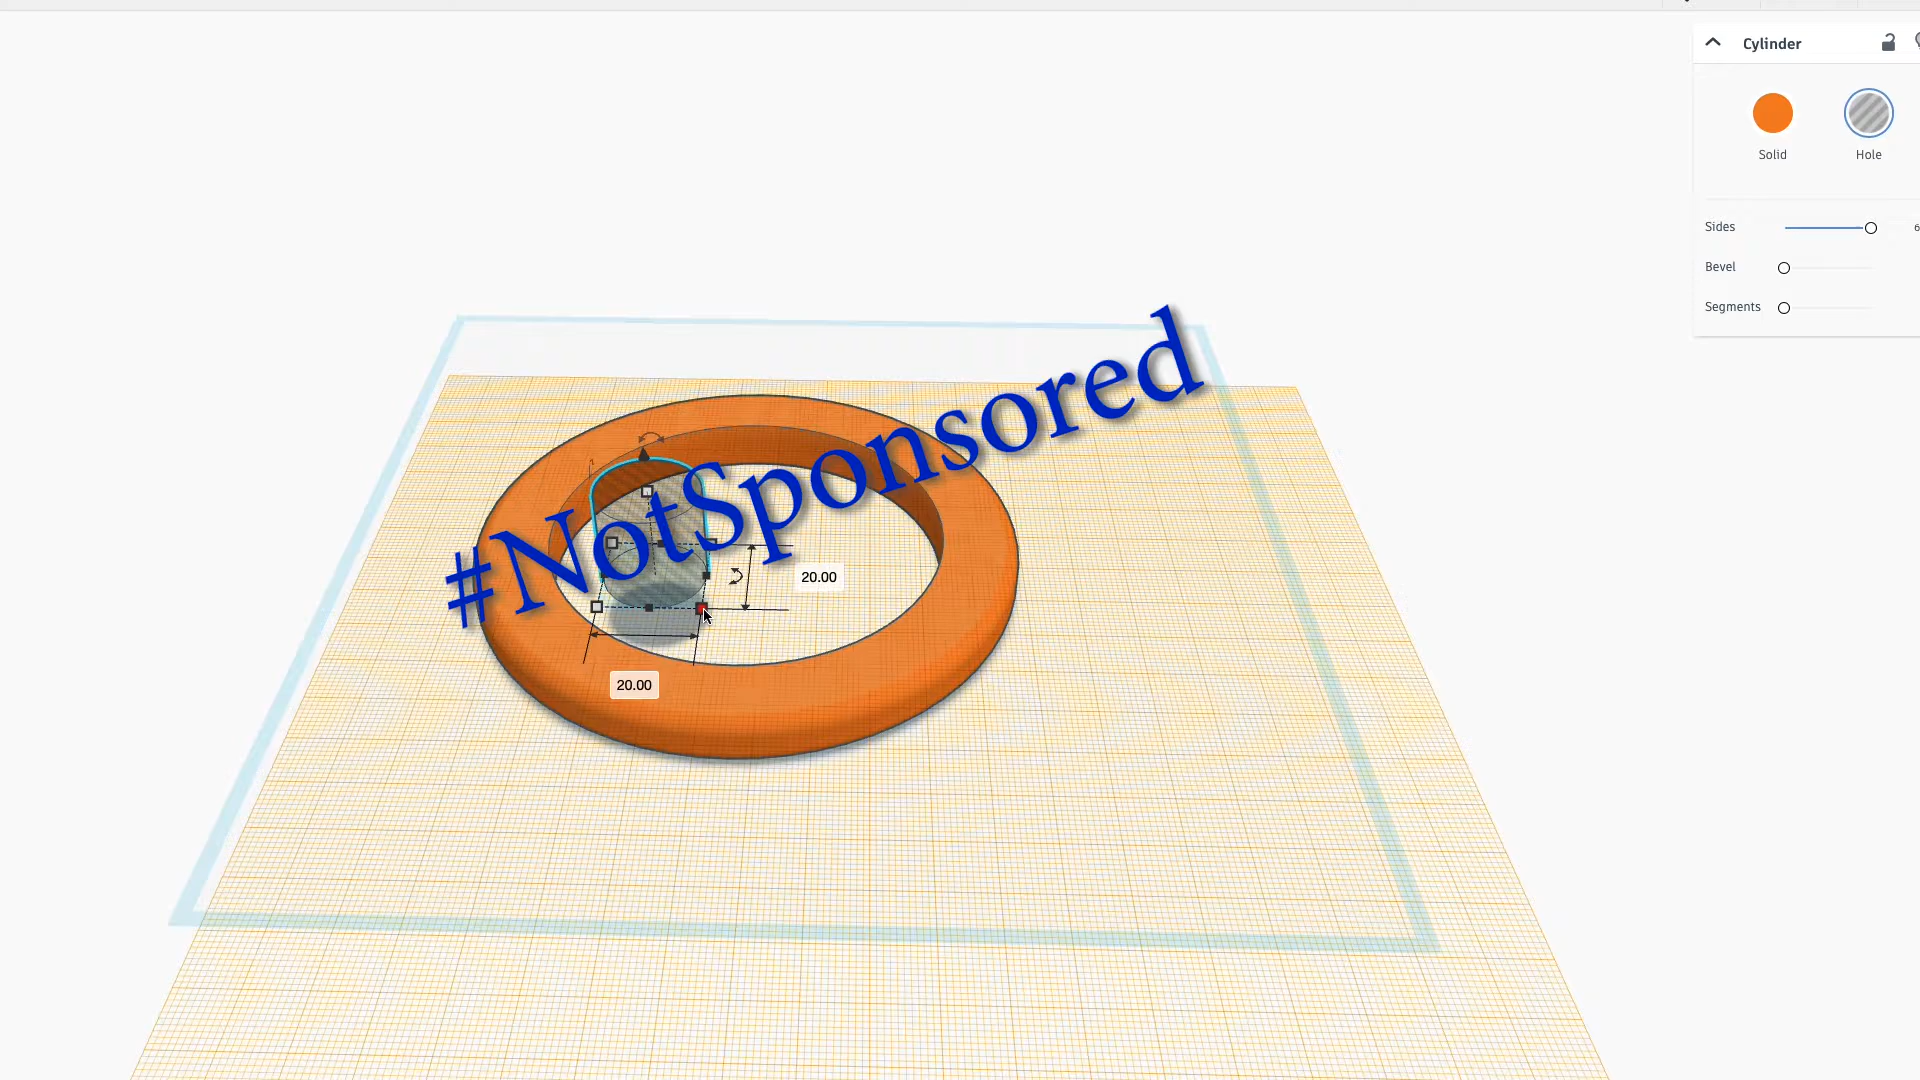 Cylinder
Solid
Hole
Sides
Bevel
Segments
#NotSponsored
20.00
20.00